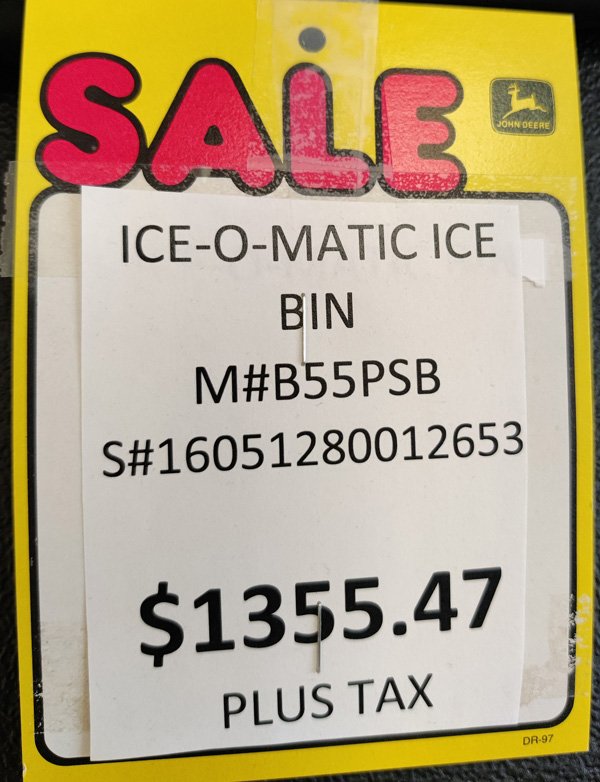 SALE
JOHN DEERE
ICE-O-MATIC ICE
BIN
M#B55PSB
S#16051280012653
$1355.47
PLUS TAX
DR-97